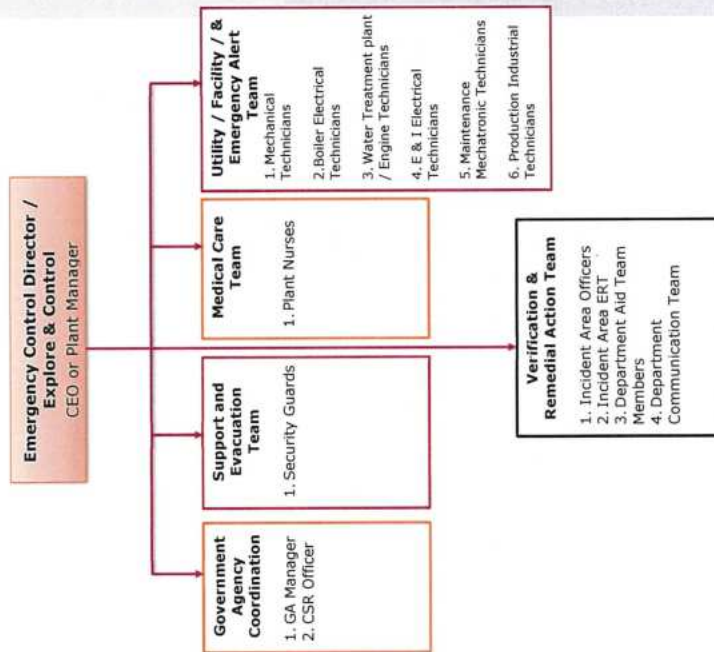 Emergency Control Director /
Explore & Control
CEO or Plant Manager
Government
Agency
Coordination
1. GA Manager
2. CSR Officer
Support and
Evacuation
Team
1. Security Guards
Medical Care
Team
1. Plant Nurses
Utility / Facility / &
Emergency Alert
Team
1. Mechanical
Technicians
2.Boiler Electrical
Technicians
3. Water Treatment plant
/ Engine Technicians
4. E & I Electrical
Technicians
5. Maintenance
Mechatronic Technicians
6. Production Industrial
Technicians
Verification &
Remedial Action Team
1. Incident Area Officers
2. Incident Area ERT
3. Department Aid Team
Members
4. Department
Communication Team